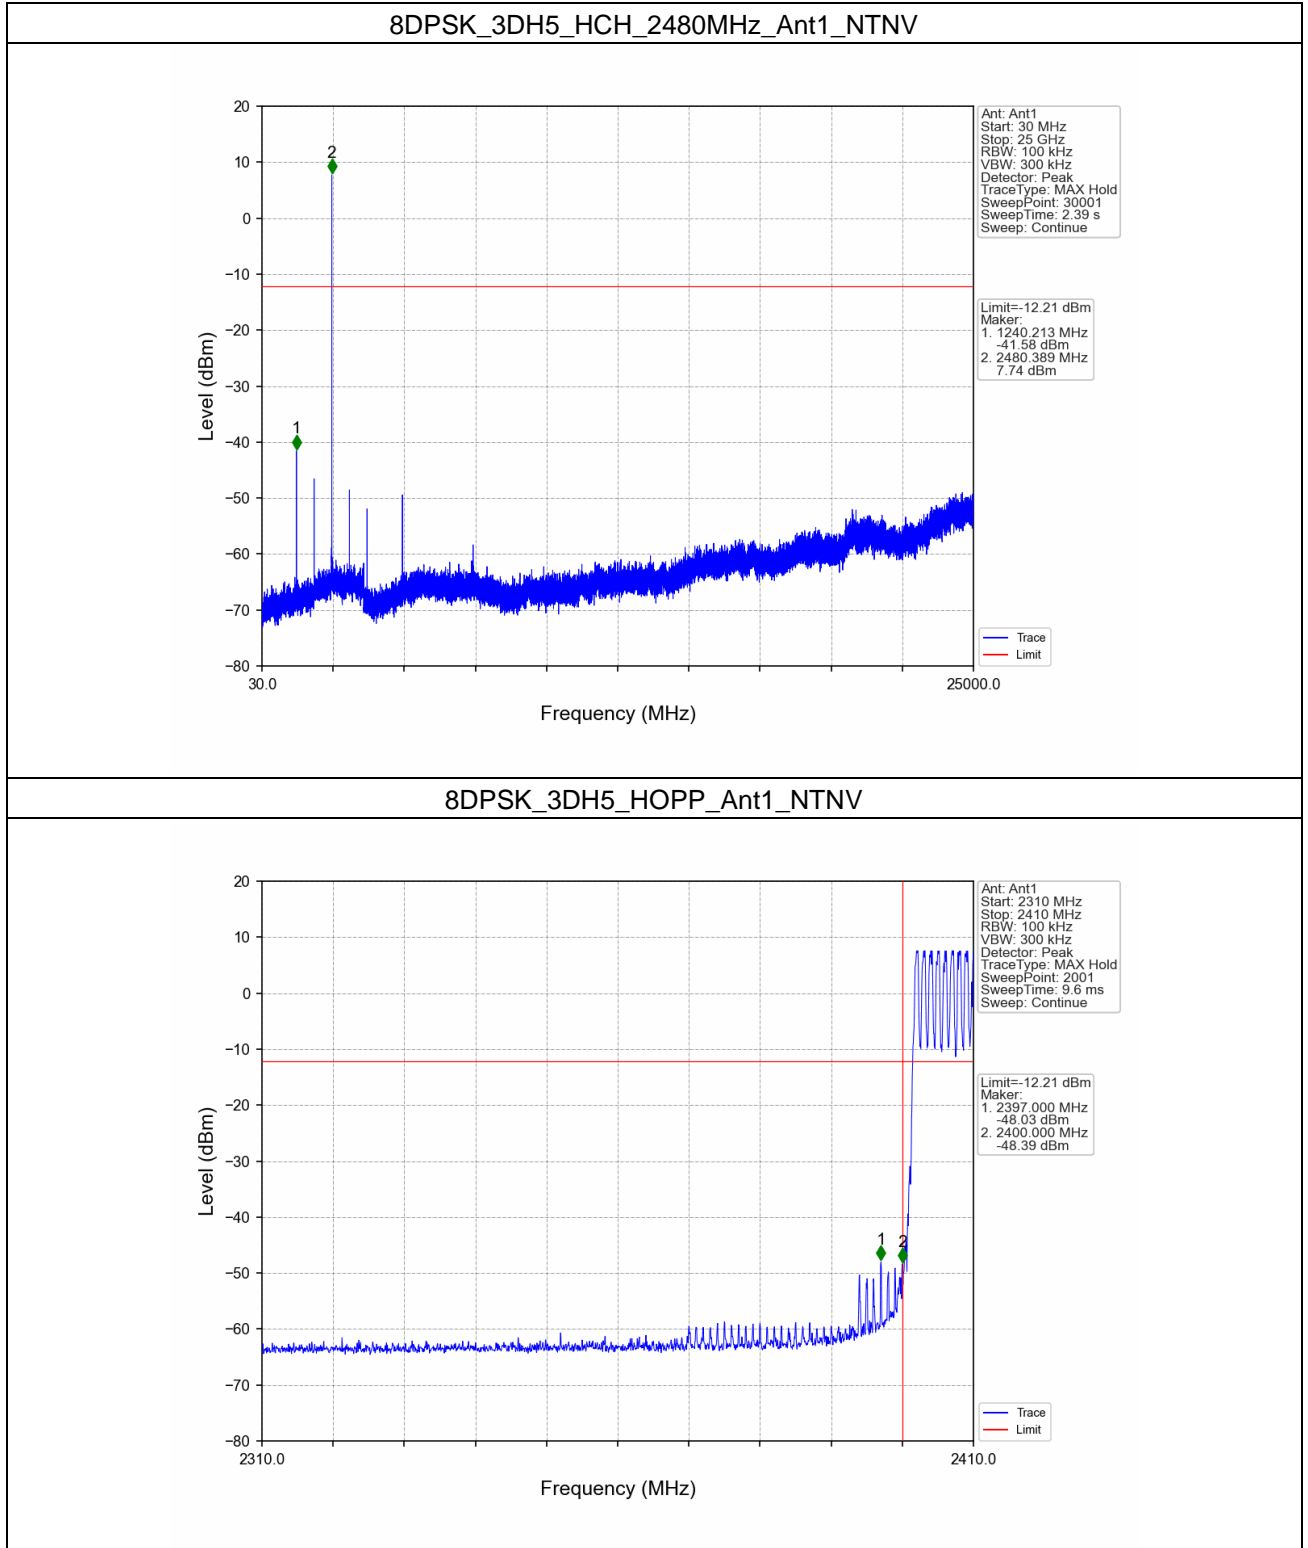 8DPSK_3DH5_HCH_2480MHz_Ant1_NTNV
20
10
0
−10
−20
−30
−40
−50
−60
−70
−80
Level (dBm)
1
2
30.0
25000.0
Frequency (MHz)
Ant: Ant1
Start: 30 MHz
Stop: 25 GHz
RBW: 100 kHz
VBW: 300 kHz
Detector: Peak
TraceType: MAX Hold
SweepPoint: 30001
SweepTime: 2.39 s
Sweep: Continue
Limit=-12.21 dBm
Maker:
1. 1240.213 MHz
-41.58 dBm
2. 2480.389 MHz
7.74 dBm
Trace
Limit
8DPSK_3DH5_HOPP_Ant1_NTNV
20
10
0
−10
−20
−30
−40
−50
−60
−70
−80
Level (dBm)
1
2
2310.0
2410.0
Frequency (MHz)
Ant: Ant1
Start: 2310 MHz
Stop: 2410 MHz
RBW: 100 kHz
VBW: 300 kHz
Detector: Peak
TraceType: MAX Hold
SweepPoint: 2001
SweepTime: 9.6 ms
Sweep: Continue
Limit=-12.21 dBm
Maker:
1. 2397.000 MHz
-48.03 dBm
2. 2400.000 MHz
-48.39 dBm
Trace
Limit